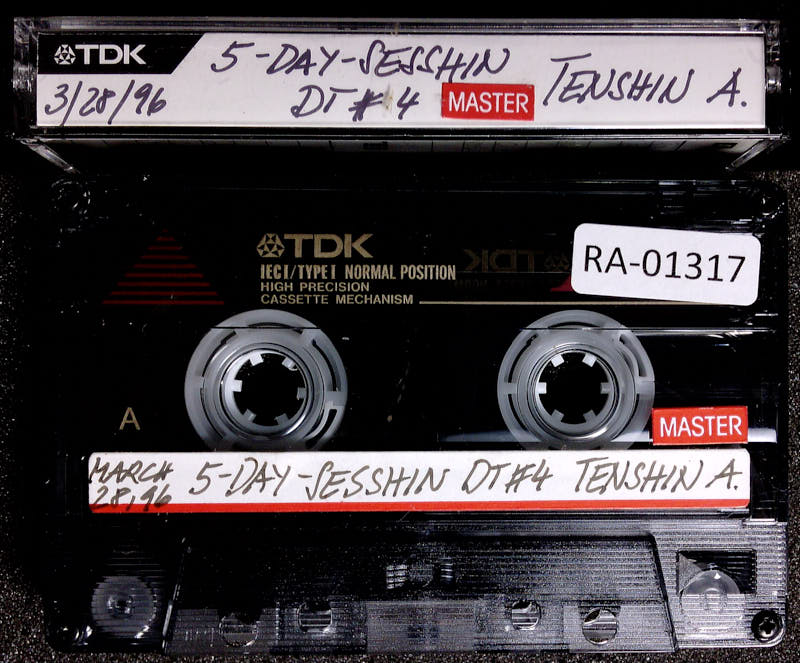 TDK 5-DAY-SESSHIN TENSHIN A.
3/28/96 DT#4 MASTER
TDK
IEC I/TYPE I NORMAL POSITION
HIGH PRECISION
CASSETTE MECHANISM
RA-01317
A
MASTER
MARCH 28,96 5-DAY-SESSHIN DT#4 TENSHIN A.